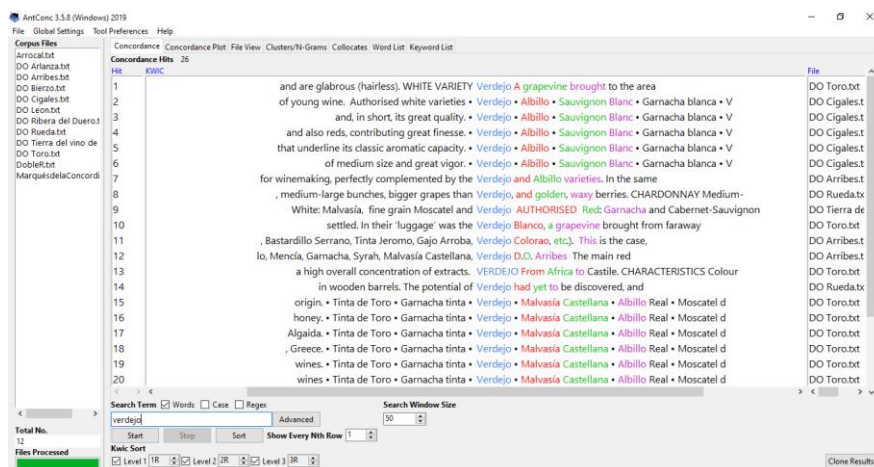 AntConc 3.5.8 (Windows) 2019
File Global Settings Tool Preferences Help
Corpus Files
Arrocal.txt
DO Arlanza.txt
DO Arribes.txt
DO Bierzo.txt
DO Cigales.txt
DO Leon.txt
DO Ribera del Duero.t
DO Rueda.txt
DO Tierra del vino de
DO Toro.txt
DobleR.txt
MarquésdelaConcordi
Total No.
12
Files Processed
Concordance Concordance Plot File View Clusters/N-Grams Collocates Word List Keyword List
Concordance Hits 26
Hit KWIC File
1 and are glabrous (hairless). WHITE VARIETY Verdejo A grapevine brought to the area DO Toro.txt
2 of young wine. Authorised white varieties • Verdejo • Albillo • Sauvignon Blanc • Garnacha blanca • V DO Cigales.t
3 and, in short, its great quality. • Verdejo • Albillo • Sauvignon Blanc • Garnacha blanca • V DO Cigales.t
4 and also reds, contributing great finesse. • Verdejo • Albillo • Sauvignon Blanc • Garnacha blanca • V DO Cigales.t
5 that underline its classic aromatic capacity. • Verdejo • Albillo • Sauvignon Blanc • Garnacha blanca • V DO Cigales.t
6 of medium size and great vigor. • Verdejo • Albillo • Sauvignon Blanc • Garnacha blanca • V DO Cigales.t
7 for winemaking, perfectly complemented by the Verdejo and Albillo varieties. In the same DO Arribes.t
8 , medium-large bunches, bigger grapes than Verdejo, and golden, waxy berries. CHARDONNAY Medium- DO Rueda.tx
9 White: Malvasía, fine grain Moscatel and Verdejo AUTHORISED Red: Garnacha and Cabernet-Sauvignon DO Tierra de
10 settled. In their 'luggage' was the Verdejo Blanco, a grapevine brought from faraway DO Toro.txt
11 , Bastardillo Serrano, Tinta Jeromo, Gajo Arroba, Verdejo Colorao, etc.). This is the case, DO Arribes.t
12 lo, Mencía, Garnacha, Syrah, Malvasía Castellana, Verdejo D.O. Arribes The main red DO Arribes.t
13 a high overall concentration of extracts. VERDEJO From Africa to Castile. CHARACTERISTICS Colour DO Toro.txt
14 in wooden barrels. The potential of Verdejo had yet to be discovered, and DO Rueda.tx
15 origin. • Tinta de Toro • Garnacha tinta • Verdejo • Malvasía Castellana • Albillo Real • Moscatel d DO Toro.txt
16 honey. • Tinta de Toro • Garnacha tinta • Verdejo • Malvasía Castellana • Albillo Real • Moscatel d DO Toro.txt
17 Algaida. • Tinta de Toro • Garnacha tinta • Verdejo • Malvasía Castellana • Albillo Real • Moscatel d DO Toro.txt
18 , Greece. • Tinta de Toro • Garnacha tinta • Verdejo • Malvasía Castellana • Albillo Real • Moscatel d DO Toro.txt
19 wines. • Tinta de Toro • Garnacha tinta • Verdejo • Malvasía Castellana • Albillo Real • Moscatel d DO Toro.txt
20 wines • Tinta de Toro • Garnacha tinta • Verdejo • Malvasía Castellana • Albillo Real • Moscatel d DO Toro.txt
Search Term Words Case Regex Search Window Size
verdejo Advanced 50
Start Stop Sort Show Every Nth Row 1
Kwic Sort
Level 1 1R Level 2 2R Level 3 3R Clone Results